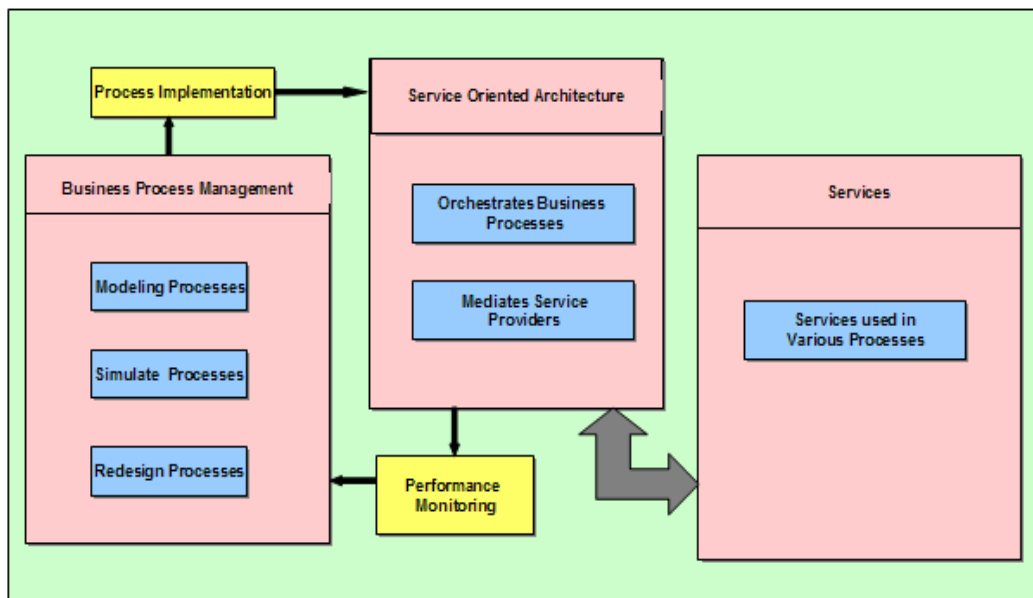 Process Implementation
Service Oriented Architecture
Business Process Management
Services
Orchestrates Business
Processes
Modeling Processes
Mediates Service
Providers
Services used in
Various Processes
Simulate Processes
Redesign Processes
Performance
Monitoring